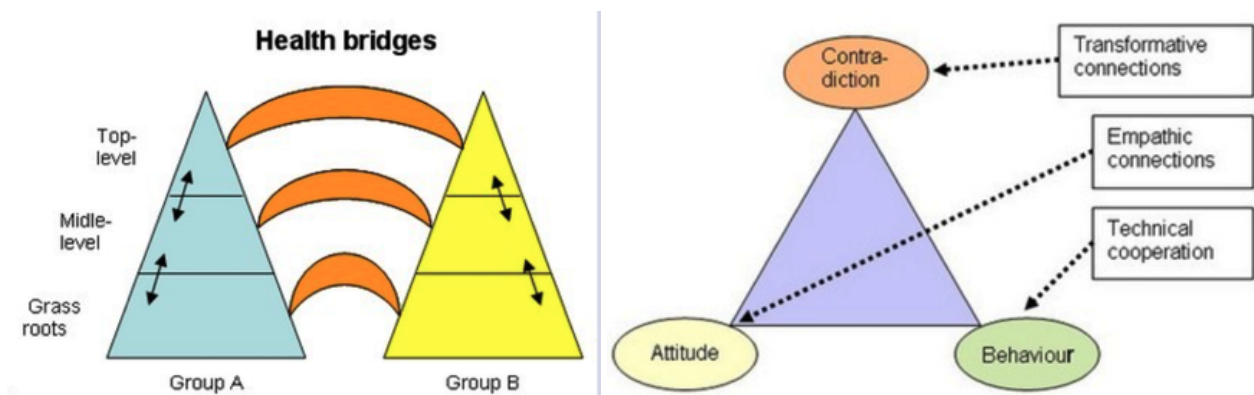 Health bridges
Top-
level
Midle-
level
Grass
roots
Group A
Group B
Contra-
diction
Transformative
connections
Empathic
connections
Technical
cooperation
Attitude
Behaviour